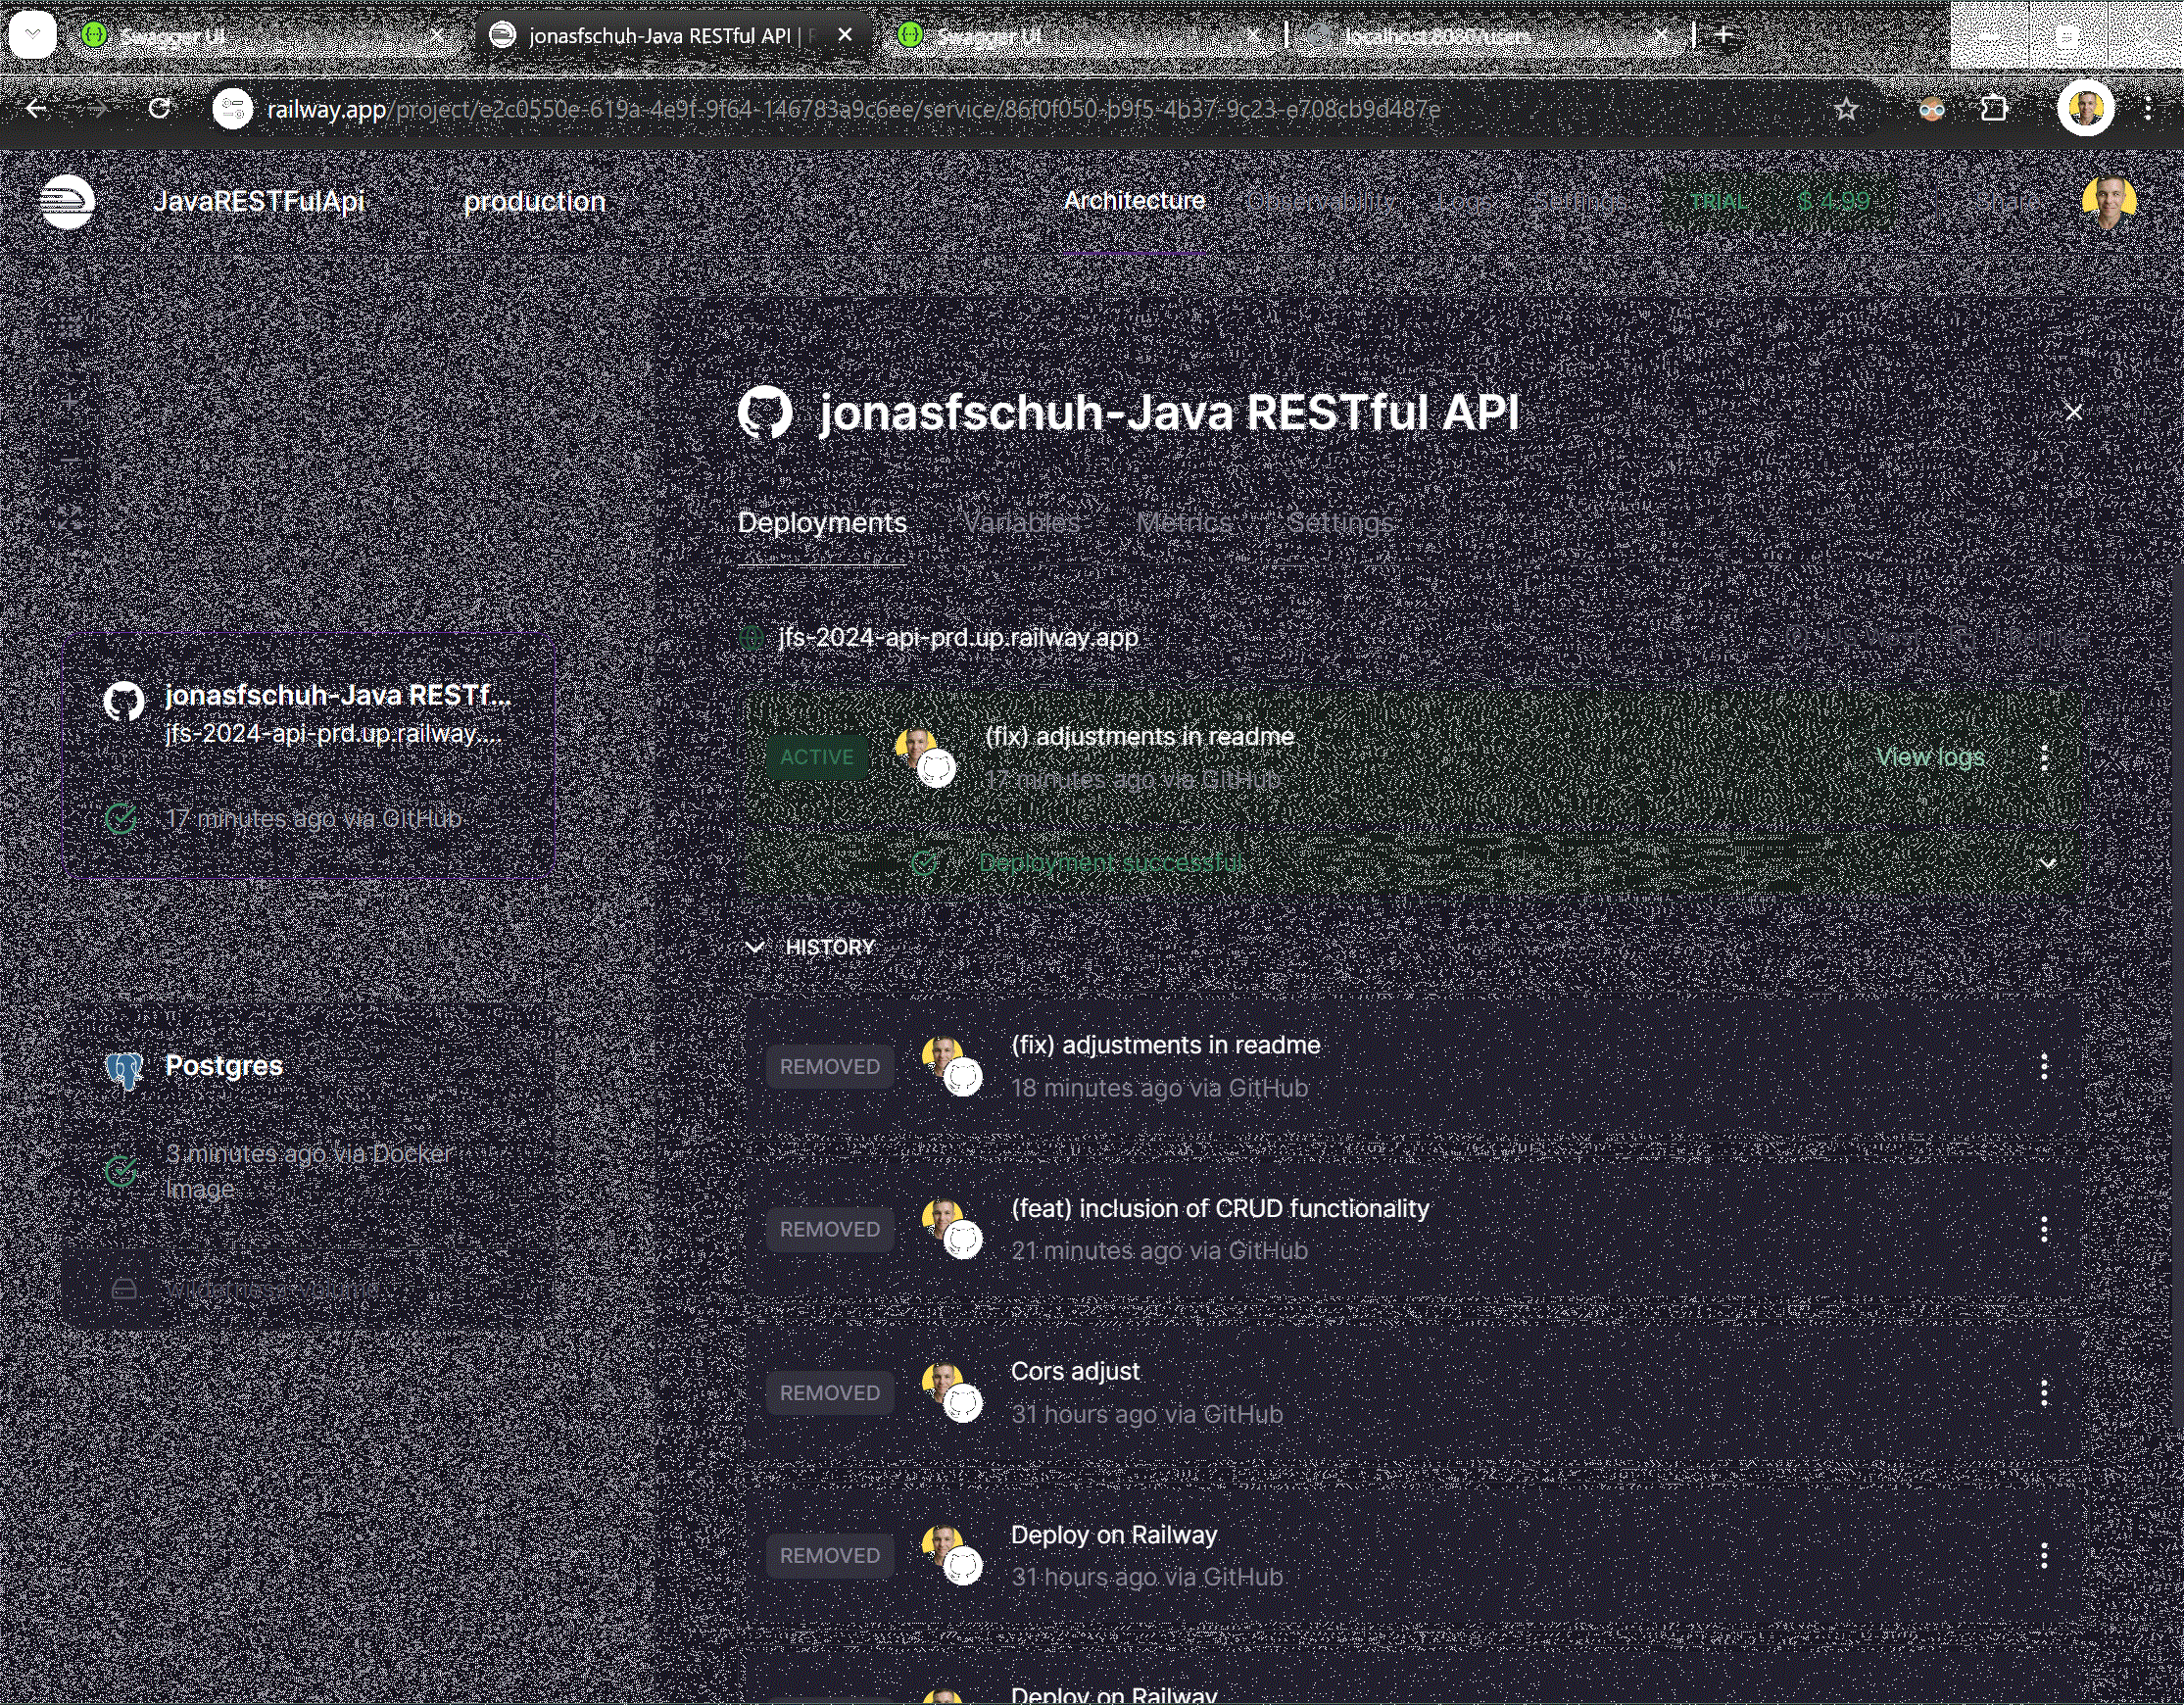 Swagger UI
jonasfschuh-Java RESTful API |
Swagger UI
localhost:8080/users
railway.app/project/e2c0550e-619a-4e9f-9f64-146783a9c6ee/service/86f0f050-b9f5-4b37-9c23-e708cb9d487e
JavaRESTFulApi
production
Architecture
Observability
Logs
Settings
TRIAL
$ 4.99
Share
jonasfschuh-Java RESTful API
Deployments
Variables
Metrics
Settings
jfs-2024-api-prd.up.railway.app
US West
1 Replica
ACTIVE
(fix) adjustments in readme
17 minutes ago via GitHub
View logs
Deployment successful
HISTORY
REMOVED
(fix) adjustments in readme
18 minutes ago via GitHub
REMOVED
(feat) inclusion of CRUD functionality
21 minutes ago via GitHub
REMOVED
Cors adjust
31 hours ago via GitHub
REMOVED
Deploy on Railway
31 hours ago via GitHub
Deploy on Railway
jonasfschuh-Java RESTf...
jfs-2024-api-prd.up.railway....
17 minutes ago via GitHub
Postgres
3 minutes ago via Docker
Image
wilderness-volume